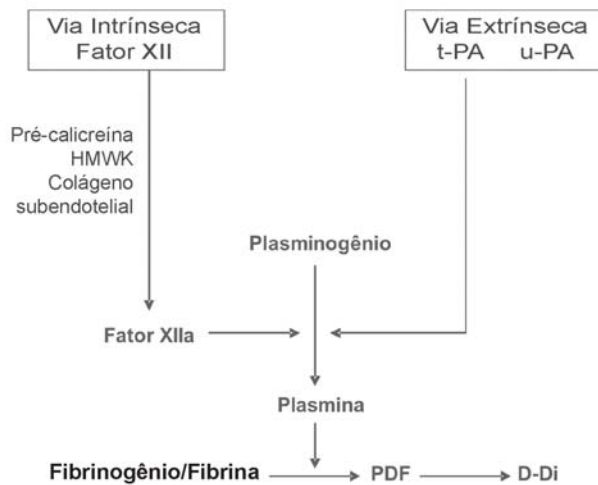 Via Intrínseca
Fator XII
Via Extrínseca
t-PA u-PA
Pré-calicreína
HMWK
Colágeno
subendotelial
Plasminogênio
Fator XIIa
Plasmina
Fibrinogênio/Fibrina PDF D-Di